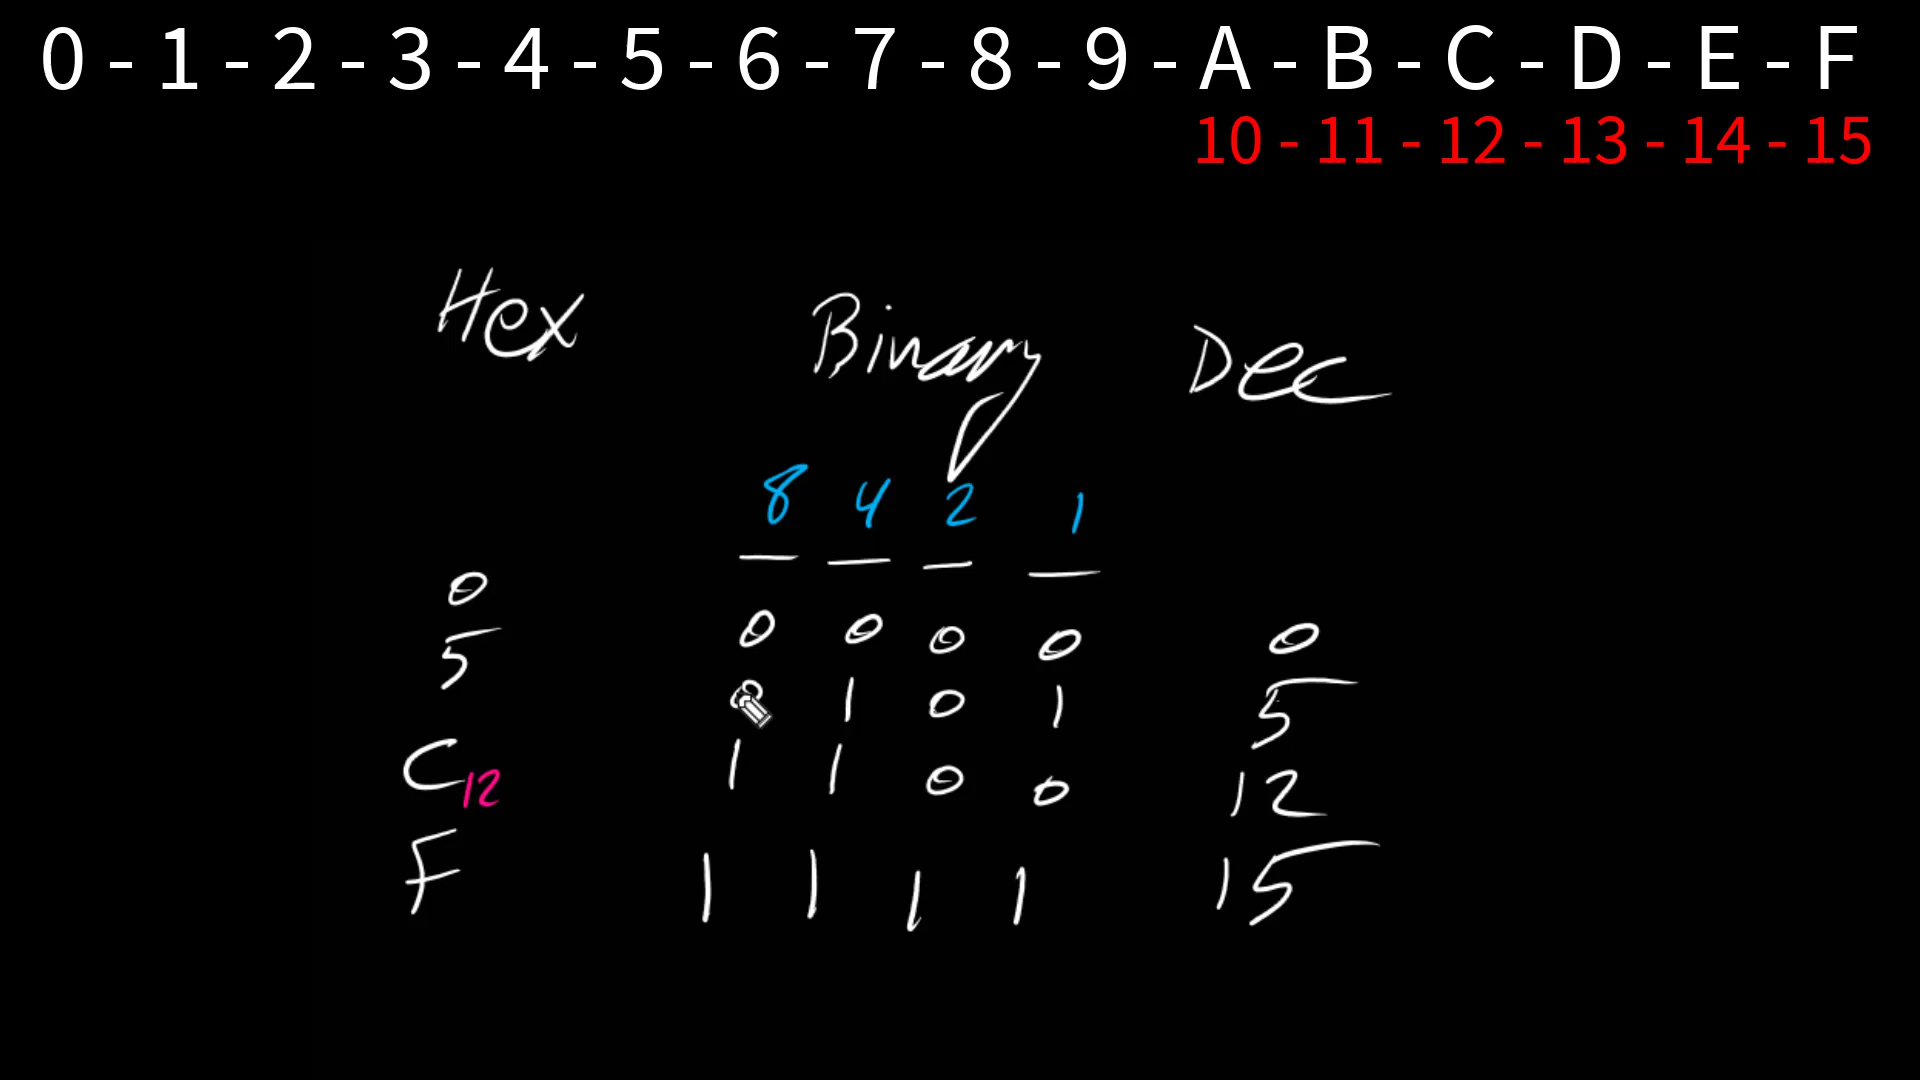 0 - 1 - 2 - 3 - 4 - 5 - 6 - 7 - 8 - 9 - A - B - C - D - E - F
10 - 11 - 12 - 13 - 14 - 15
Hex Binary Dec
8 4 2 1
0 0 0 0 0 0
5 0 1 0 1 5
C 12 1 1 0 0 12
F 1 1 1 1 15